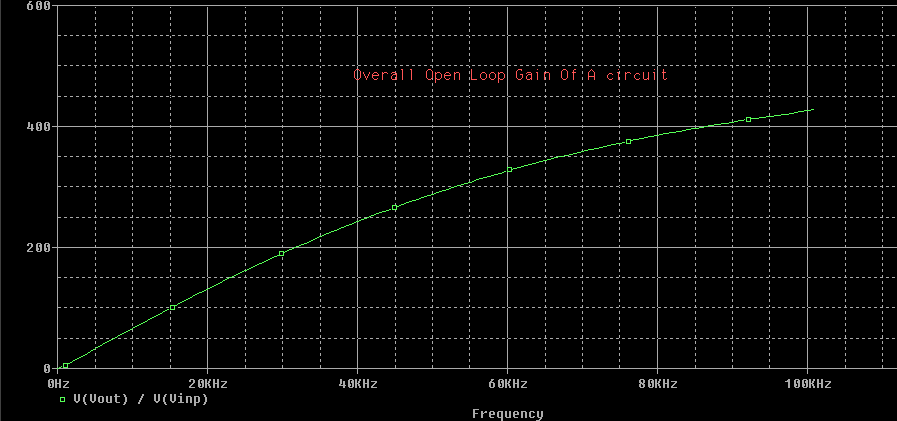 600
Overall Open Loop Gain Of A circuit
400
200
0
0Hz 20KHz 40KHz 60KHz 80KHz 100KHz
V(Vout) / V(Vinp)
Frequency